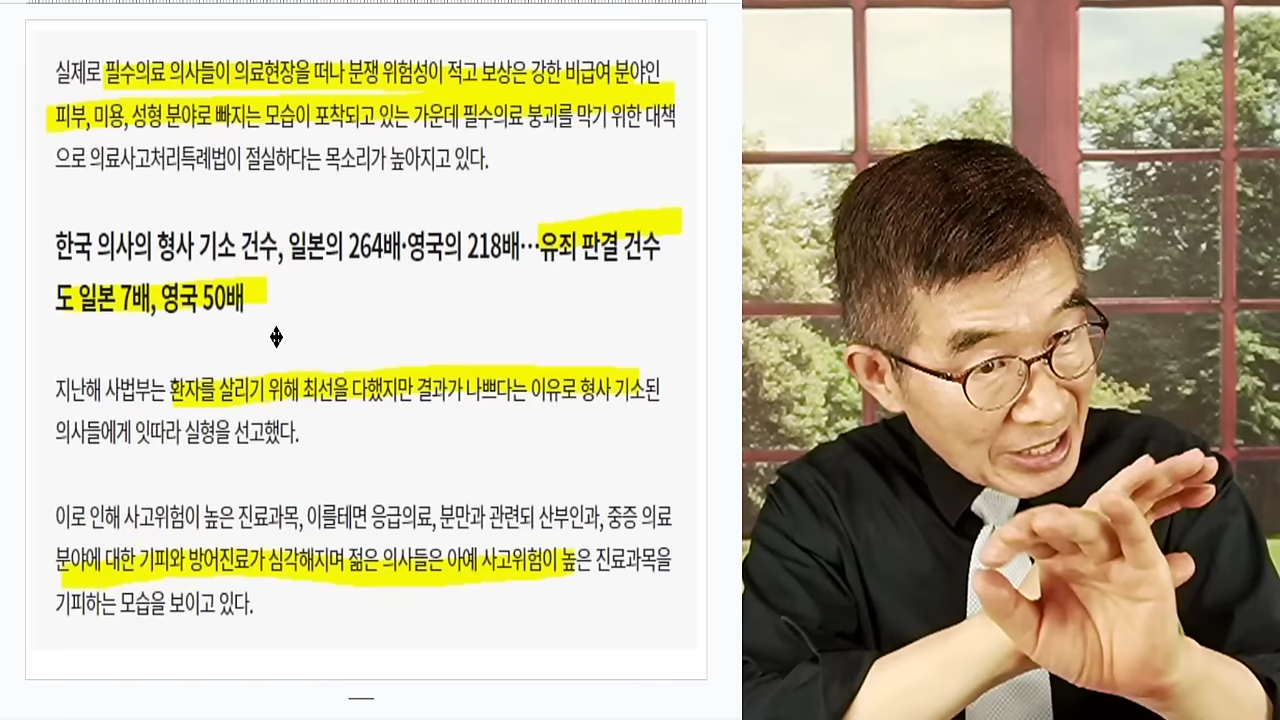 실제로 필수의료 의사들이 의료현장을 떠나 분쟁 위험성이 적고 보상은 강한 비급여 분야인
피부, 미용, 성형 분야로 빠지는 모습이 포착되고 있는 가운데 필수의료 붕괴를 막기 위한 대책
으로 의료사고처리특례법이 절실하다는 목소리가 높아지고 있다.
한국 의사의 형사 기소 건수, 일본의 264배·영국의 218배…유죄 판결 건수
도 일본 7배, 영국 50배
지난해 사법부는 환자를 살리기 위해 최선을 다했지만 결과가 나쁘다는 이유로 형사 기소된
의사들에게 잇따라 실형을 선고했다.
이로 인해 사고위험이 높은 진료과목, 이를테면 응급의료, 분만과 관련되 산부인과, 중증 의료
분야에 대한 기피와 방어진료가 심각해지며 젊은 의사들은 아예 사고위험이 높은 진료과목을
기피하는 모습을 보이고 있다.